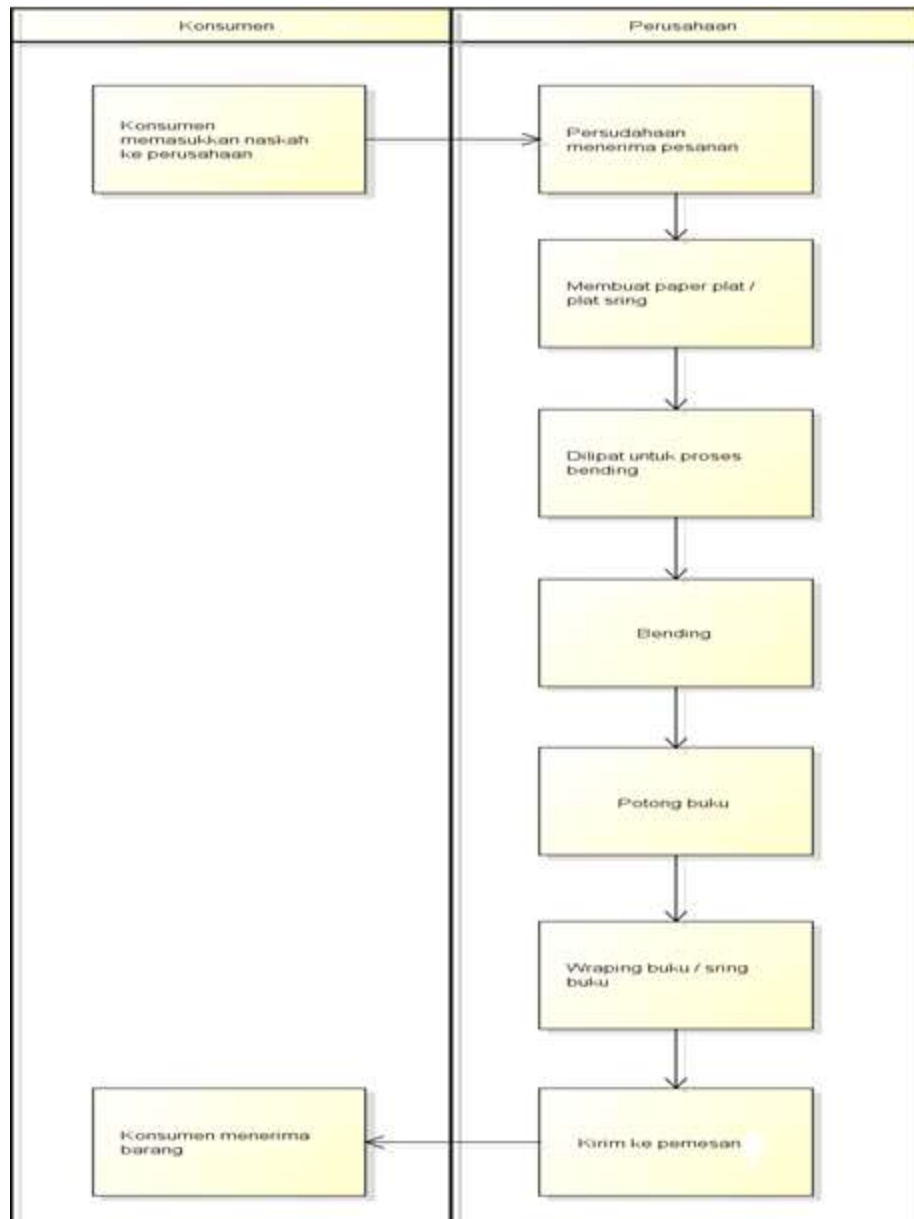 Konsumen
Perusahaan
Konsumen
memasukkan naskah
ke perusahaan
Persudahaan
menerima pesanan
Membuat paper plat /
plat sring
Dilipat untuk proses
bending
Bending
Potong buku
Wraping buku / sring
buku
Kirim ke pemesan
Konsumen menerima
barang